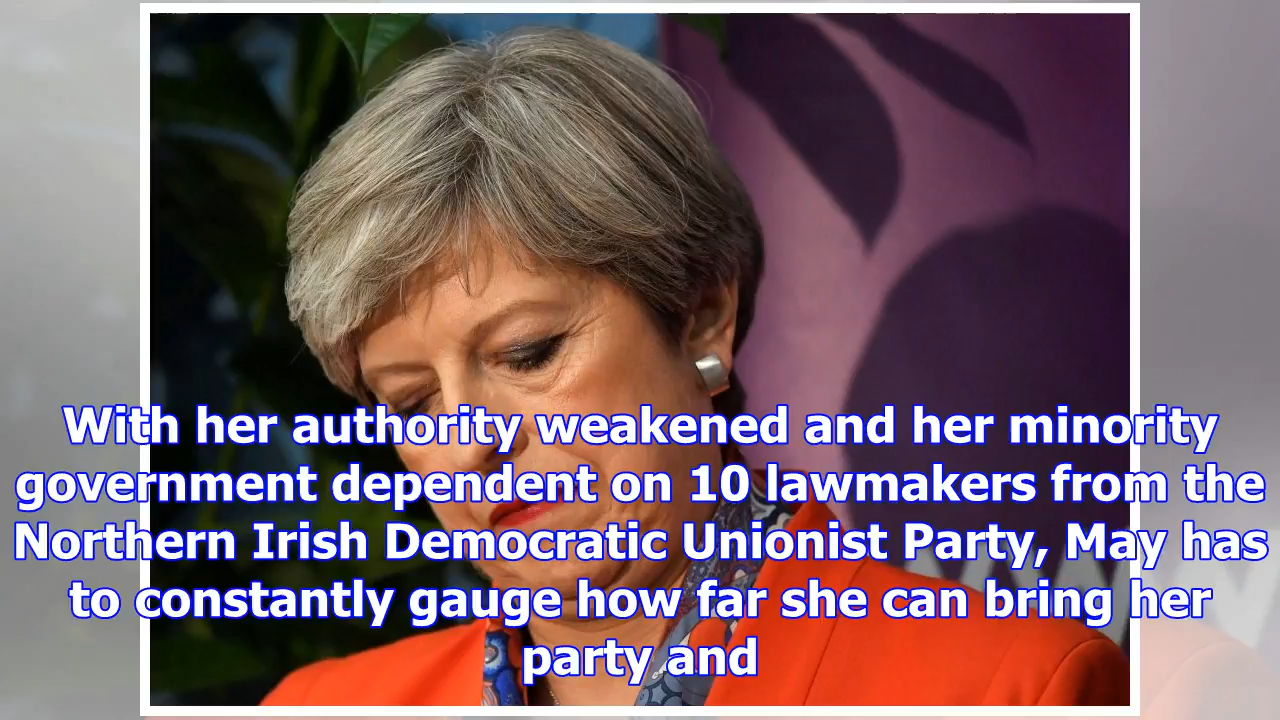 With her authority weakened and her minority
government dependent on 10 lawmakers from the
Northern Irish Democratic Unionist Party, May has
to constantly gauge how far she can bring her
party and